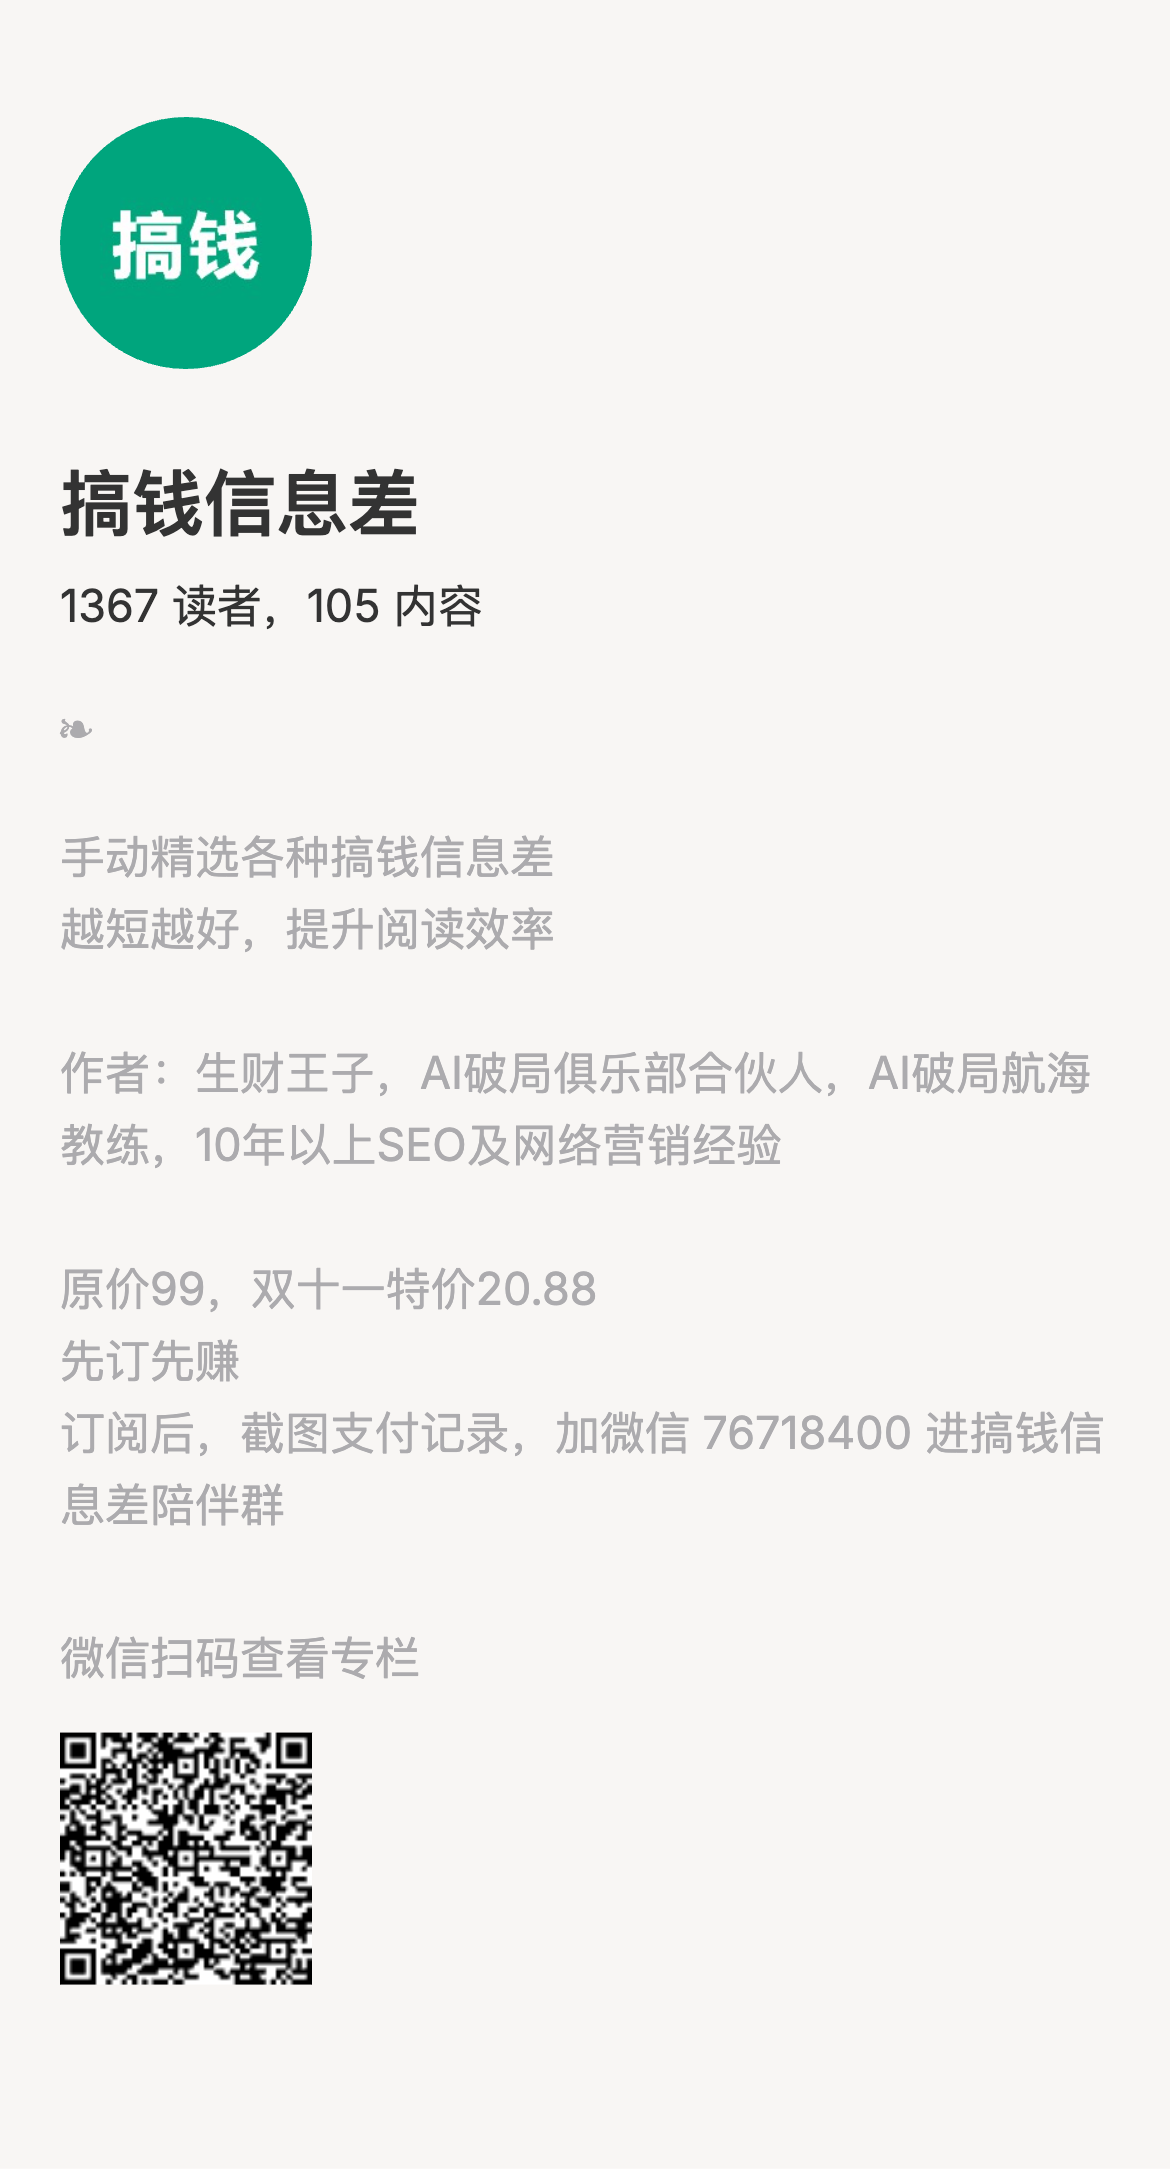 搞钱
搞钱信息差
1367 读者，105 内容
❧
手动精选各种搞钱信息差
越短越好，提升阅读效率
作者：生财王子，AI破局俱乐部合伙人，AI破局航海
教练，10年以上SEO及网络营销经验
原价99，双十一特价20.88
先订先赚
订阅后，截图支付记录，加微信 76718400 进搞钱信
息差陪伴群
微信扫码查看专栏